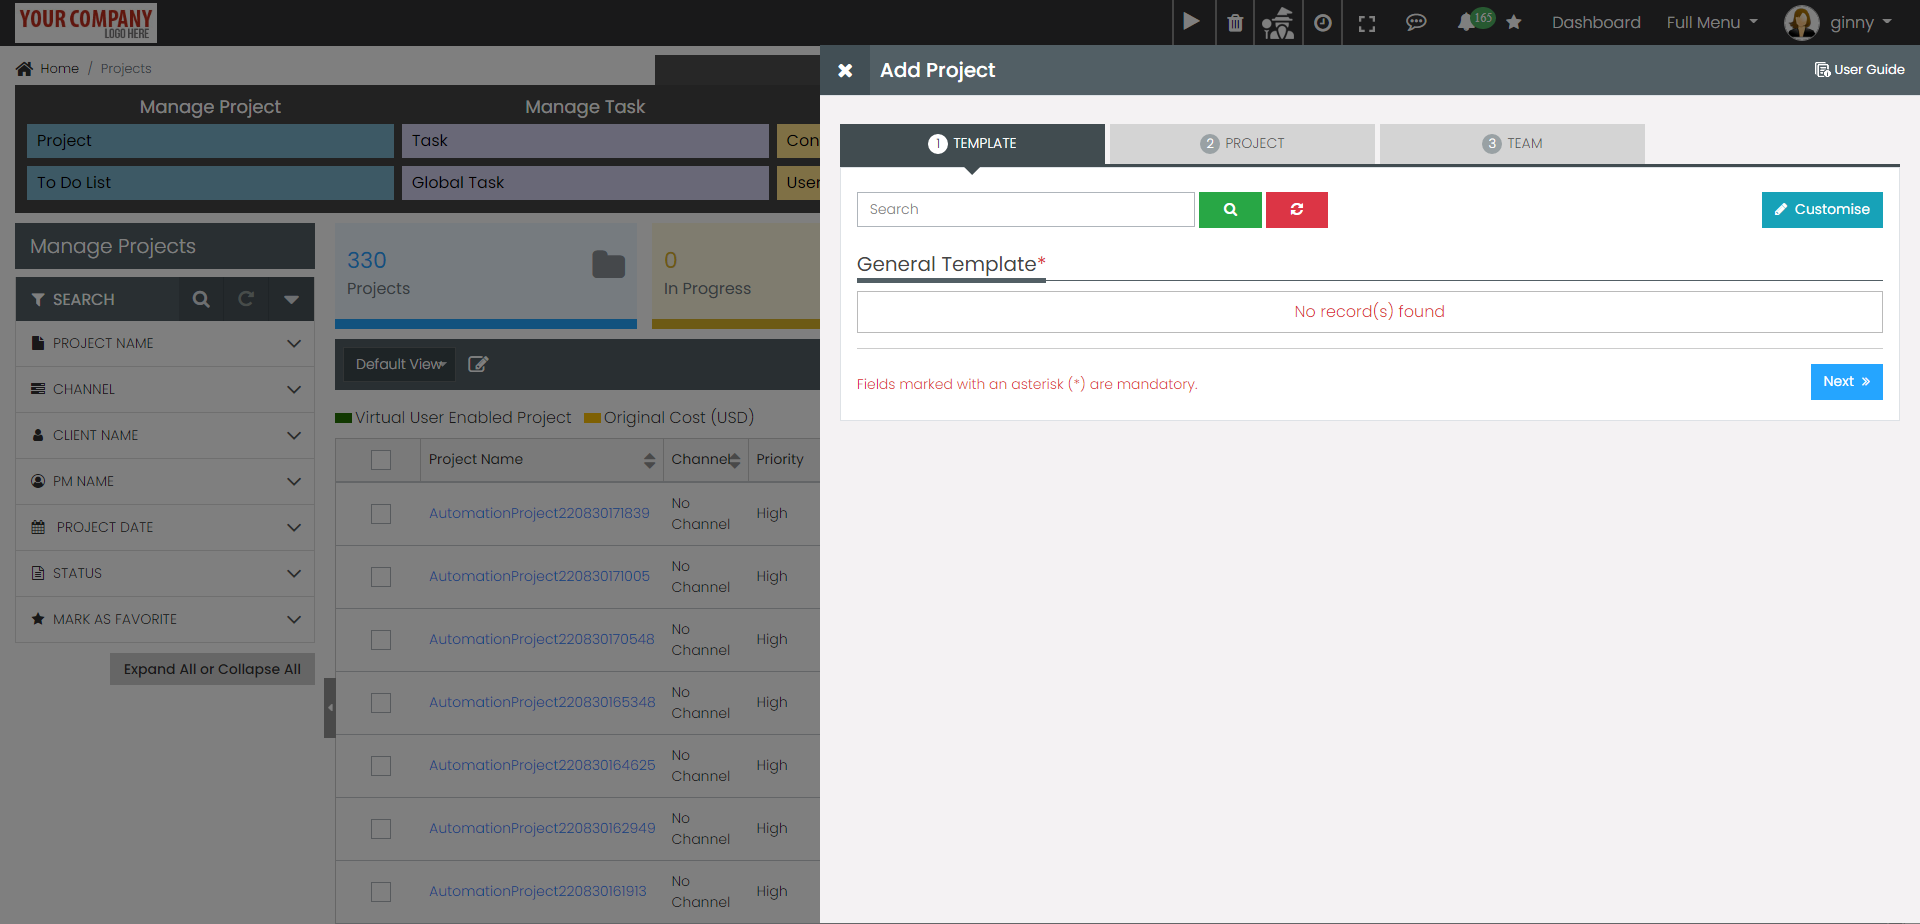 YOUR COMPANY
LOGO HERE
165
Dashboard
Full Menu
ginny
Home / Projects
Manage Project
Manage Task
Project
Task
Con
To Do List
Global Task
User
Manage Projects
SEARCH
PROJECT NAME
CHANNEL
CLIENT NAME
PM NAME
PROJECT DATE
STATUS
MARK AS FAVORITE
Expand All or Collapse All
330
Projects
0
In Progress
Default View
Virtual User Enabled Project
Original Cost (USD)
Project Name
Channel
Priority
AutomationProject220830171839
No
Channel
High
AutomationProject220830171005
No
Channel
High
AutomationProject220830170548
No
Channel
High
AutomationProject220830165348
No
Channel
High
AutomationProject220830164625
No
Channel
High
AutomationProject220830162949
No
Channel
High
AutomationProject220830161913
No
Channel
High
Add Project
User Guide
1 TEMPLATE
2 PROJECT
3 TEAM
Search
Customise
General Template*
No record(s) found
Fields marked with an asterisk (*) are mandatory.
Next »